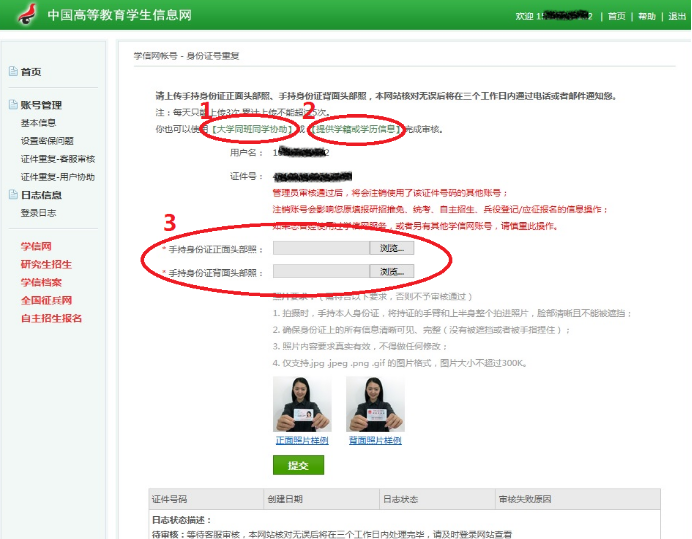 中国高等教育学生信息网
欢迎 15 2 | 首页 | 帮助 | 退出
学信网帐号 - 身份证号重复
首页
账号管理
基本信息
设置密保问题
证件重复-客服审核
证件重复-用户协助
日志信息
登录日志
学信网
研究生招生
学信档案
全国征兵网
自主招生报名
请上传手持身份证正面头部照、手持身份证背面头部照，本网站核对无误后将在三个工作日内通过电话或者邮件通知您。
1 2
注：每天只能上传3次,累计上传不能超过5次。
你也可以使用【大学同班同学协助】或【提供学籍或学历信息】完成审核。
用户名： 2
证件号：
管理员审核通过后，将会注销使用了该证件号码的其他账号；
注销账号会影响您原填报研招推免、统考、自主招生、兵役登记/应征报名的信息操作；
如果您曾经使用过学信网服务，或者另有其他学信网账号，请慎重此操作。
3
* 手持身份证正面头部照： 浏览...
* 手持身份证背面头部照： 浏览...
照片要求：（需符合以下要求，否则不予审核通过）
1. 拍摄时，手持本人身份证，将持证的手臂和上半身整个拍进照片，脸部清晰且不能被遮挡；
2. 确保身份证上的所有信息清晰可见、完整（没有被遮挡或者被手指捏住）；
3. 照片内容要求真实有效，不得做任何修改；
4. 仅支持.jpg .jpeg .png .gif 的图片格式，图片大小不超过300K。
正面照片样例 背面照片样例
提交
证件号码 创建日期 日志状态 审核失败原因
日志状态描述：
待审核：等待客服审核，本网站核对无误后将在三个工作日内处理完毕，请及时登录网站查看